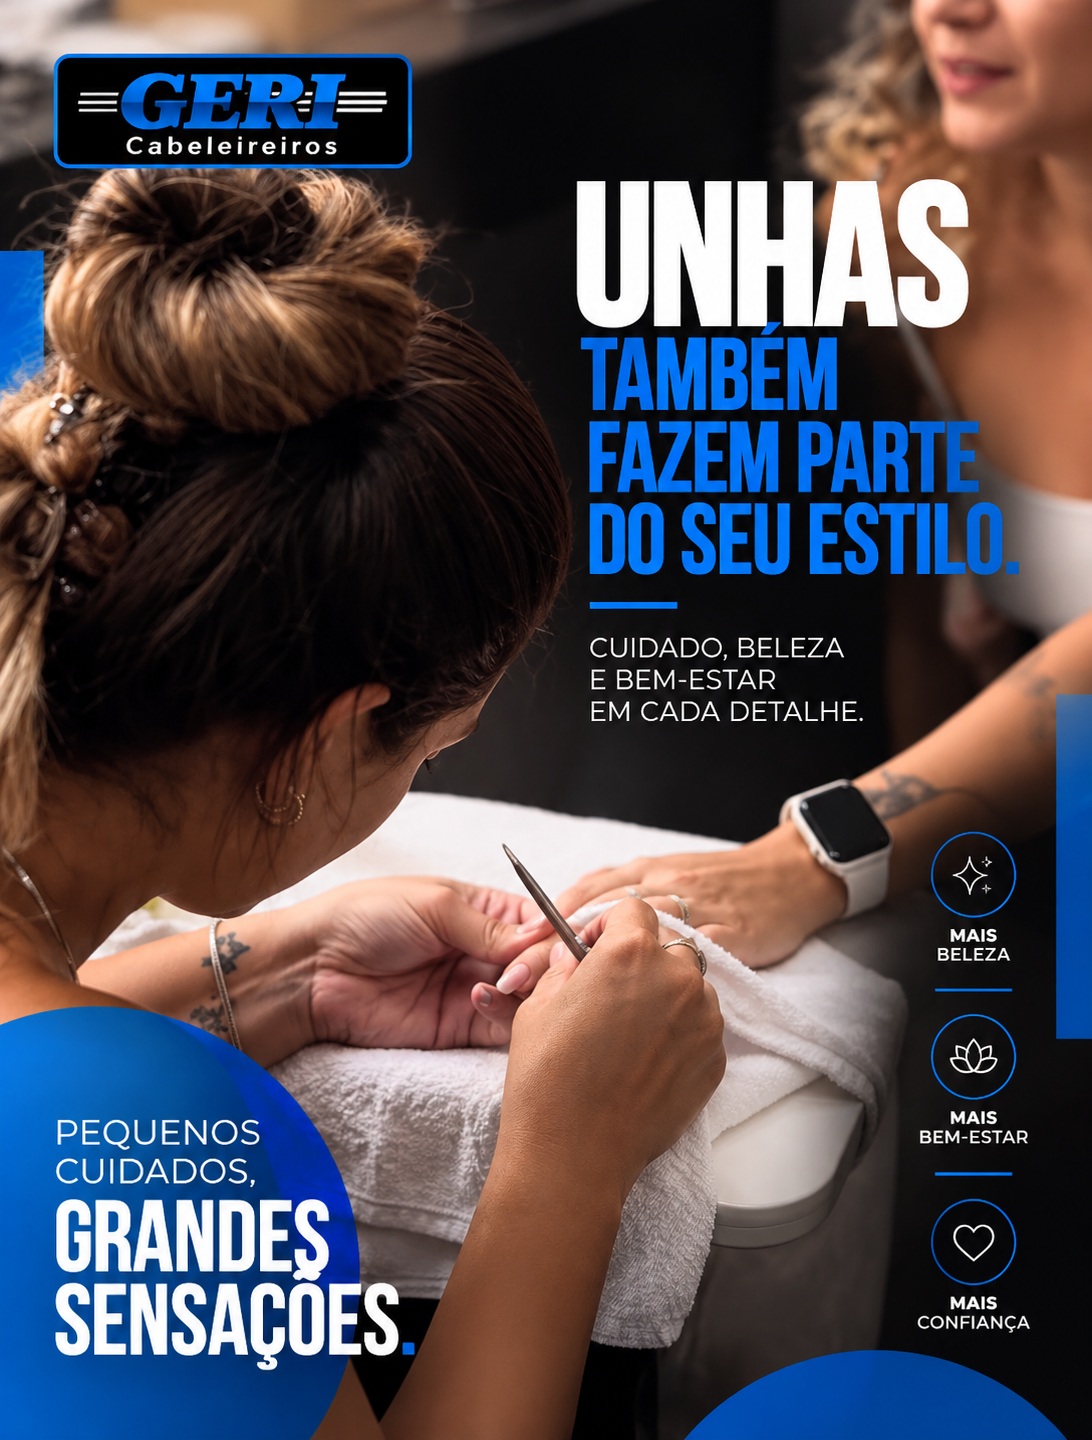 GERI
Cabeleireiros
UNHAS
TAMBÉM
FAZEM PARTE
DO SEU ESTILO.
CUIDADO, BELEZA
E BEM-ESTAR
EM CADA DETALHE.
MAIS
BELEZA
MAIS
BEM-ESTAR
MAIS
CONFIANÇA
PEQUENOS
CUIDADOS,
GRANDES
SENSAÇÕES.